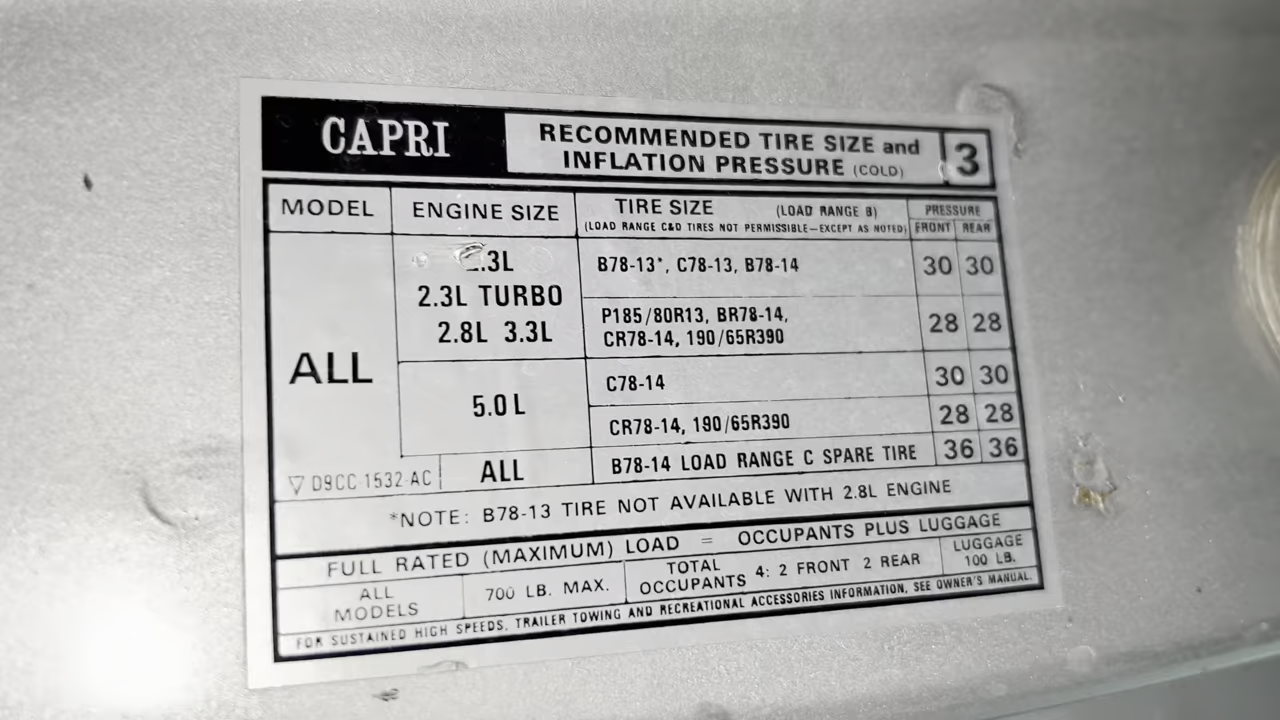 CAPRI
RECOMMENDED TIRE SIZE and
INFLATION PRESSURE (COLD)
3
MODEL
ENGINE SIZE
TIRE SIZE (LOAD RANGE B)
(LOAD RANGE C&D TIRES NOT PERMISSIBLE—EXCEPT AS NOTED)
PRESSURE
FRONT REAR
ALL
.3L
2.3L TURBO
2.8L 3.3L
B78-13*, C78-13, B78-14
30 30
P185/80R13, BR78-14,
CR78-14, 190/65R390
28 28
5.0L
C78-14
30 30
CR78-14, 190/65R390
28 28
▽ D9CC-1532-AC
ALL
B78-14 LOAD RANGE C SPARE TIRE
36 36
*NOTE: B78-13 TIRE NOT AVAILABLE WITH 2.8L ENGINE
FULL RATED (MAXIMUM) LOAD = OCCUPANTS PLUS LUGGAGE
ALL
MODELS
700 LB. MAX.
TOTAL
OCCUPANTS 4: 2 FRONT 2 REAR
LUGGAGE
100 LB.
FOR SUSTAINED HIGH SPEEDS, TRAILER TOWING AND RECREATIONAL ACCESSORIES INFORMATION, SEE OWNER'S MANUAL.